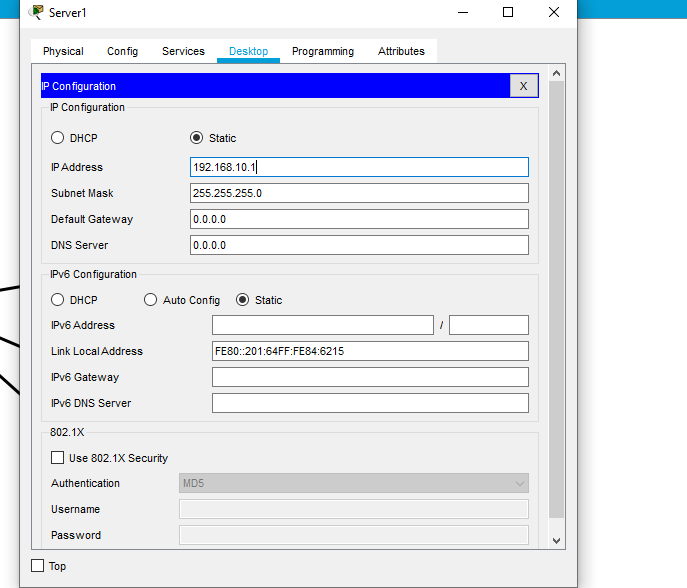 Server1
Physical Config Services Desktop Programming Attributes
IP Configuration X
IP Configuration
DHCP Static
IP Address 192.168.10.1
Subnet Mask 255.255.255.0
Default Gateway 0.0.0.0
DNS Server 0.0.0.0
IPv6 Configuration
DHCP Auto Config Static
IPv6 Address /
Link Local Address FE80::201:64FF:FE84:6215
IPv6 Gateway
IPv6 DNS Server
802.1X
Use 802.1X Security
Authentication MD5
Username
Password
Top